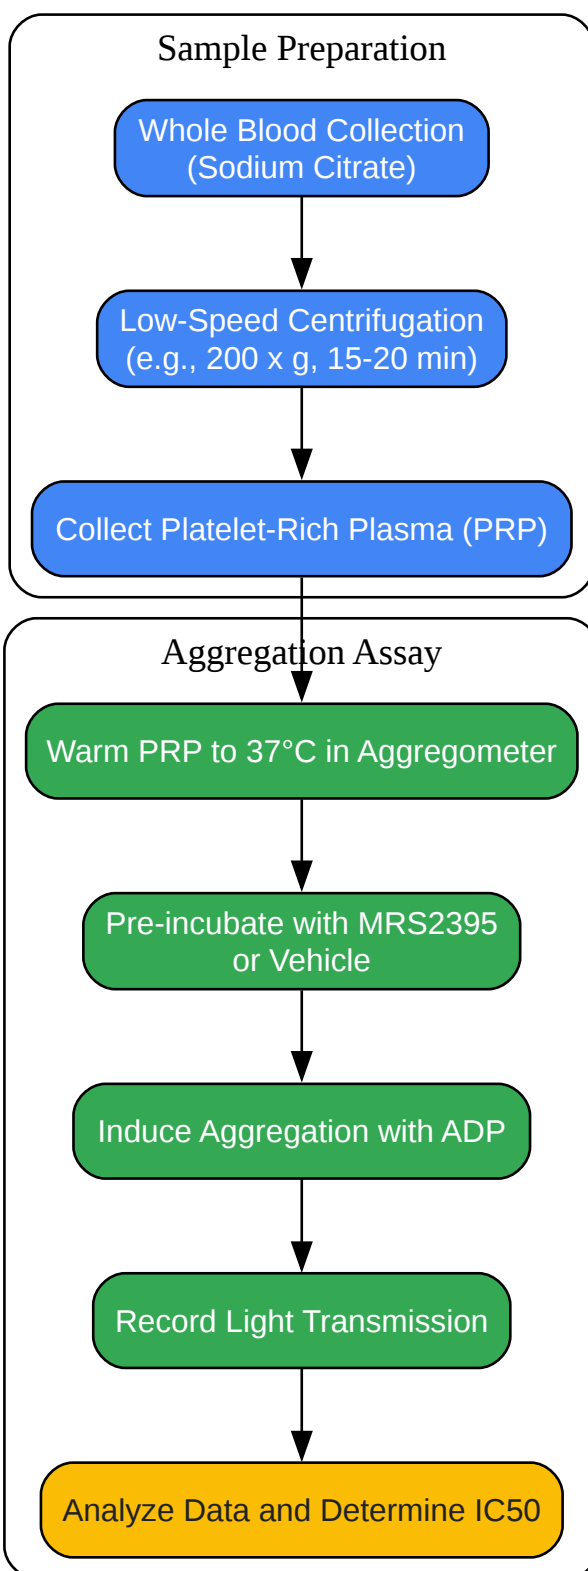 Sample Preparation
Whole Blood Collection
(Sodium Citrate)
Low-Speed Centrifugation
(e.g., 200 x g, 15-20 min)
Collect Platelet-Rich Plasma (PRP)
Aggregation Assay
Warm PRP to 37°C in Aggregometer
Pre-incubate with MRS2395
or Vehicle
Induce Aggregation with ADP
Record Light Transmission
Analyze Data and Determine IC50